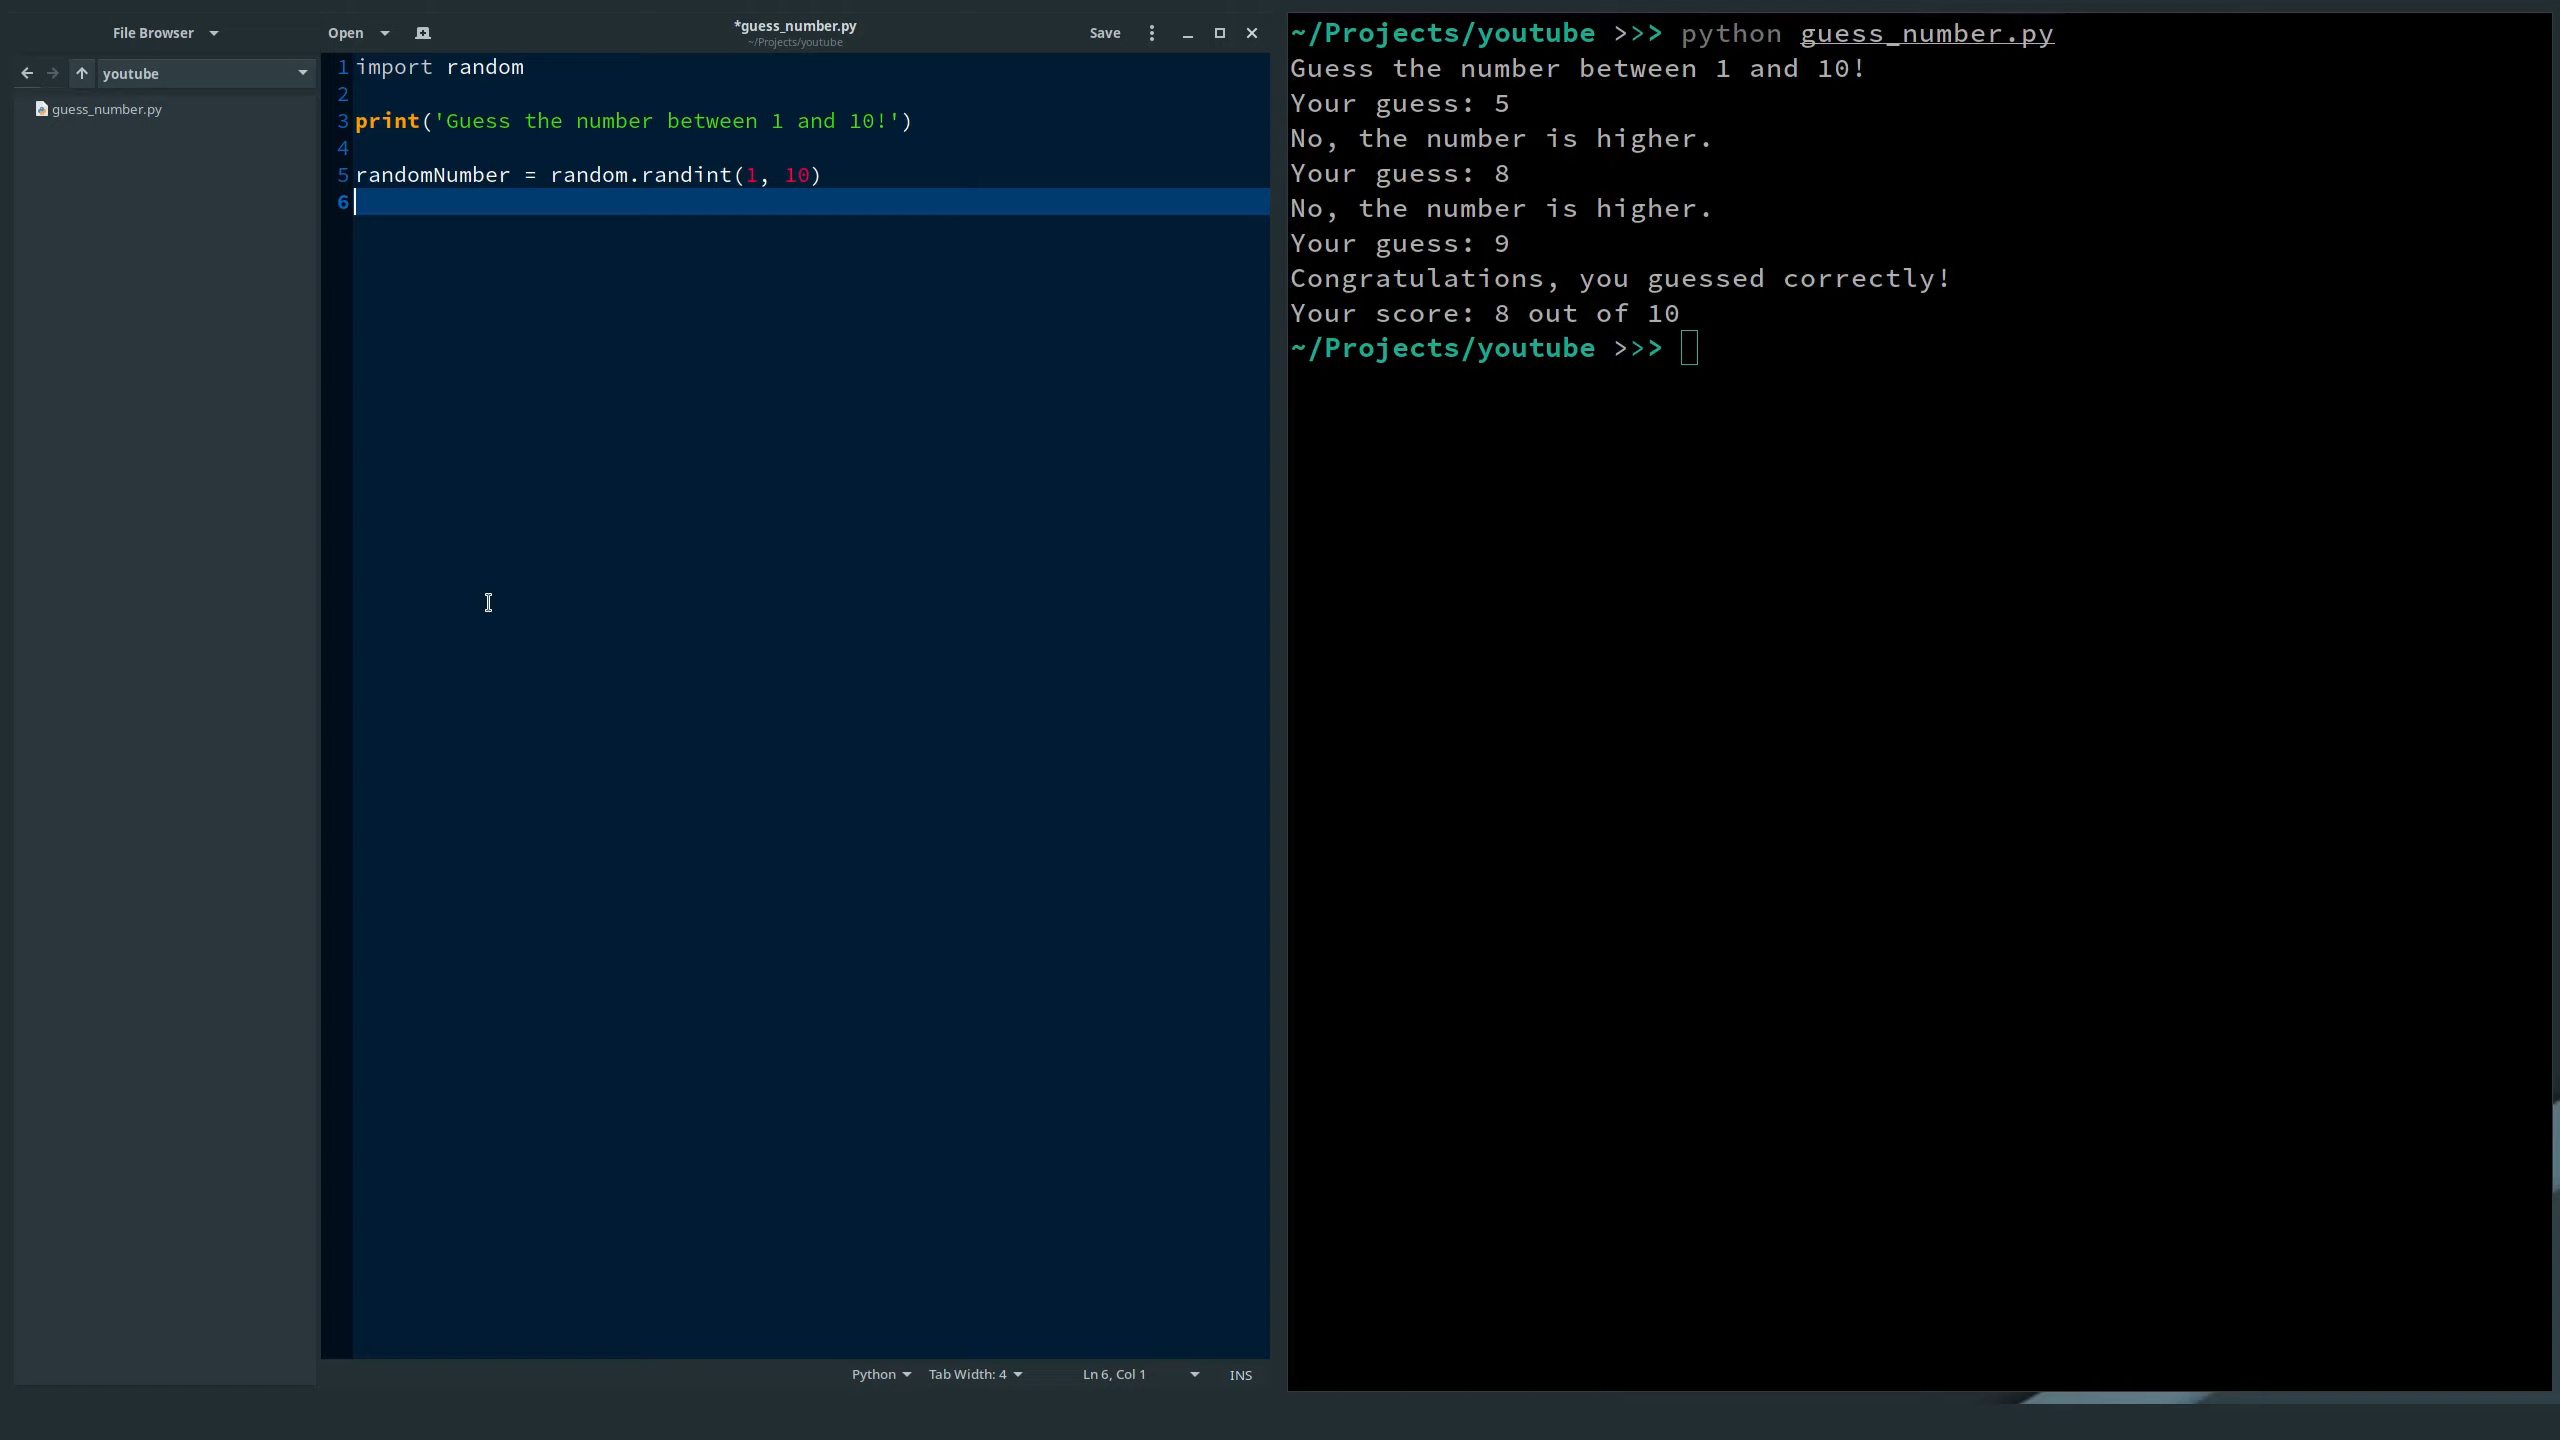 File Browser
youtube
guess_number.py
Open
*guess_number.py
~/Projects/youtube
Save
1 import random
2
3 print('Guess the number between 1 and 10!')
4
5 randomNumber = random.randint(1, 10)
6
Python
Tab Width: 4
Ln 6, Col 1
INS
~/Projects/youtube >>> python guess_number.py
Guess the number between 1 and 10!
Your guess: 5
No, the number is higher.
Your guess: 8
No, the number is higher.
Your guess: 9
Congratulations, you guessed correctly!
Your score: 8 out of 10
~/Projects/youtube >>>